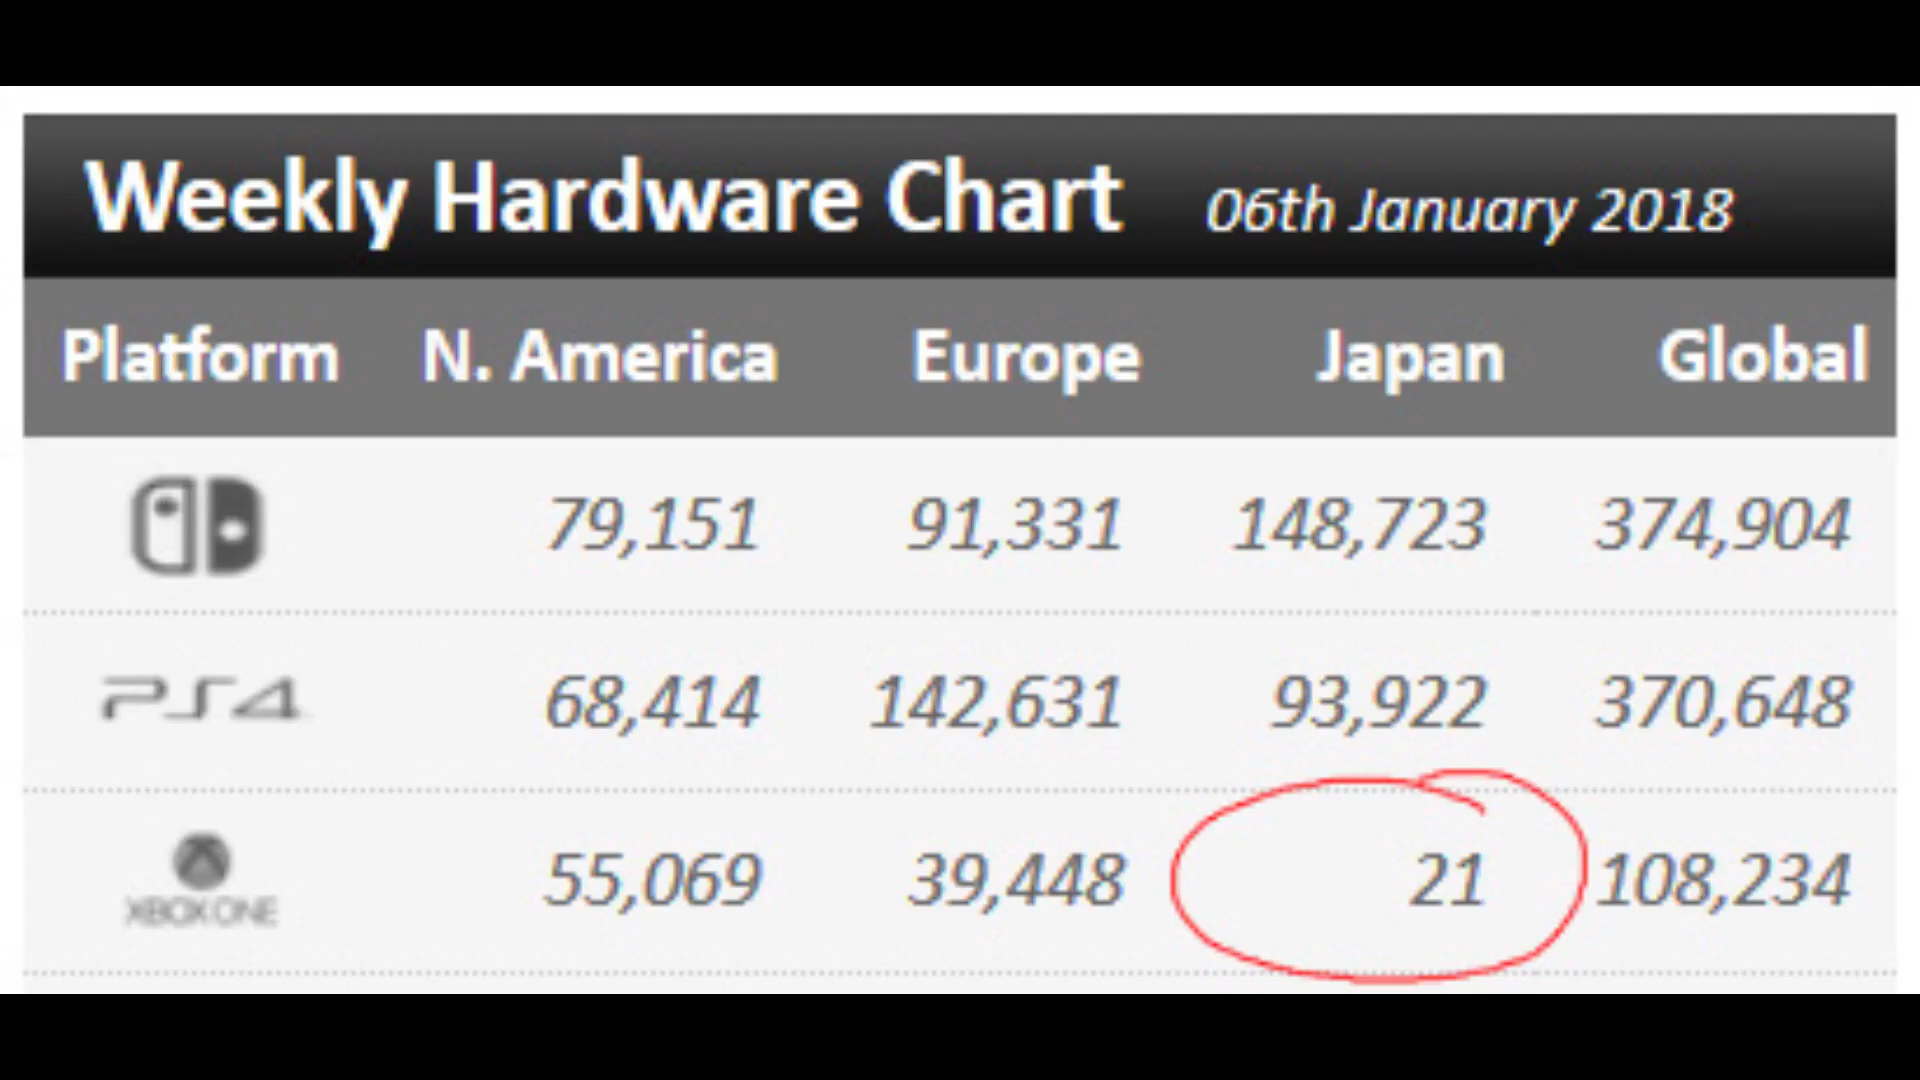 Weekly Hardware Chart 06th January 2018
Platform N. America Europe Japan Global
79,151 91,331 148,723 374,904
PS4 68,414 142,631 93,922 370,648
XBOX ONE 55,069 39,448 21 108,234